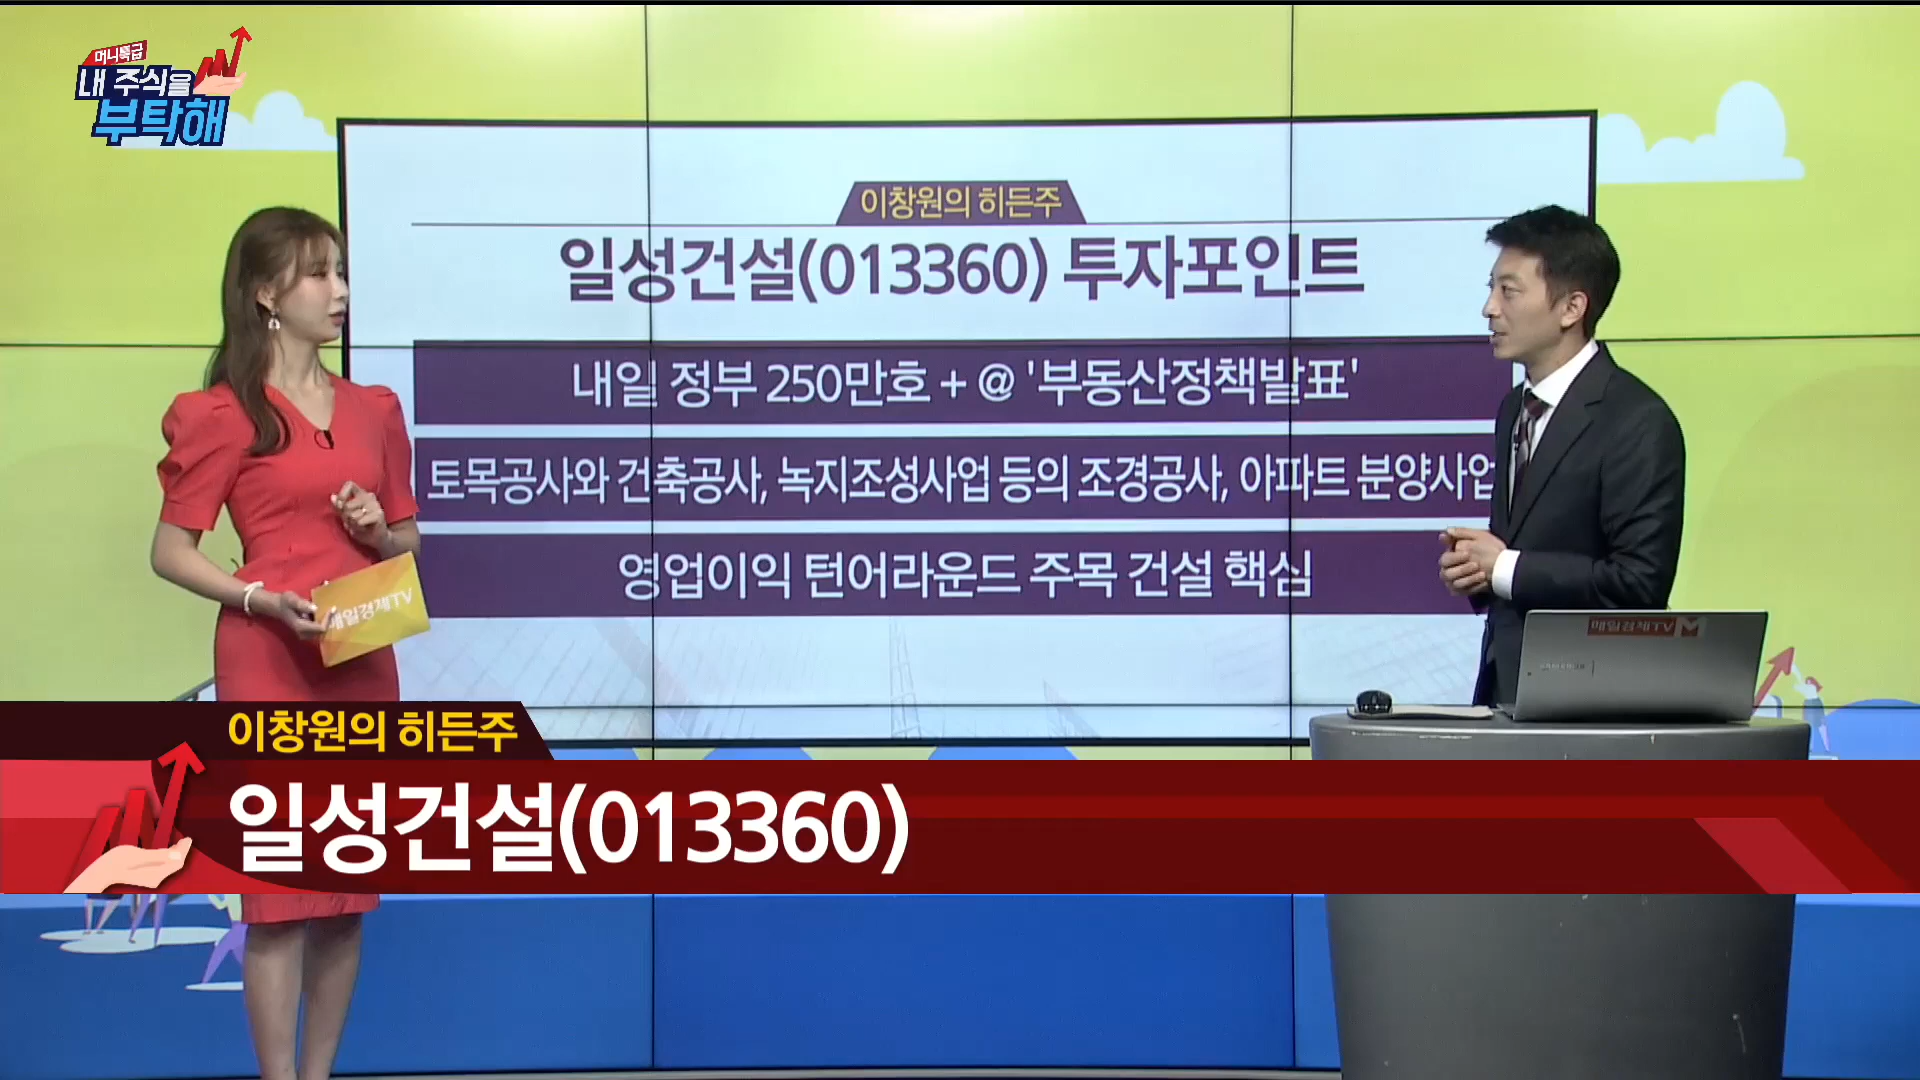 머니특급
내 주식을
부탁해
이창원의 히든주
일성건설(013360) 투자포인트
내일 정부 250만호 + @ '부동산정책발표'
토목공사와 건축공사, 녹지조성사업 등의 조경공사, 아파트 분양사업
영업이익 턴어라운드 주목 건설 핵심
매일경제TV
매일경제TV M
이창원의 히든주
일성건설(013360)